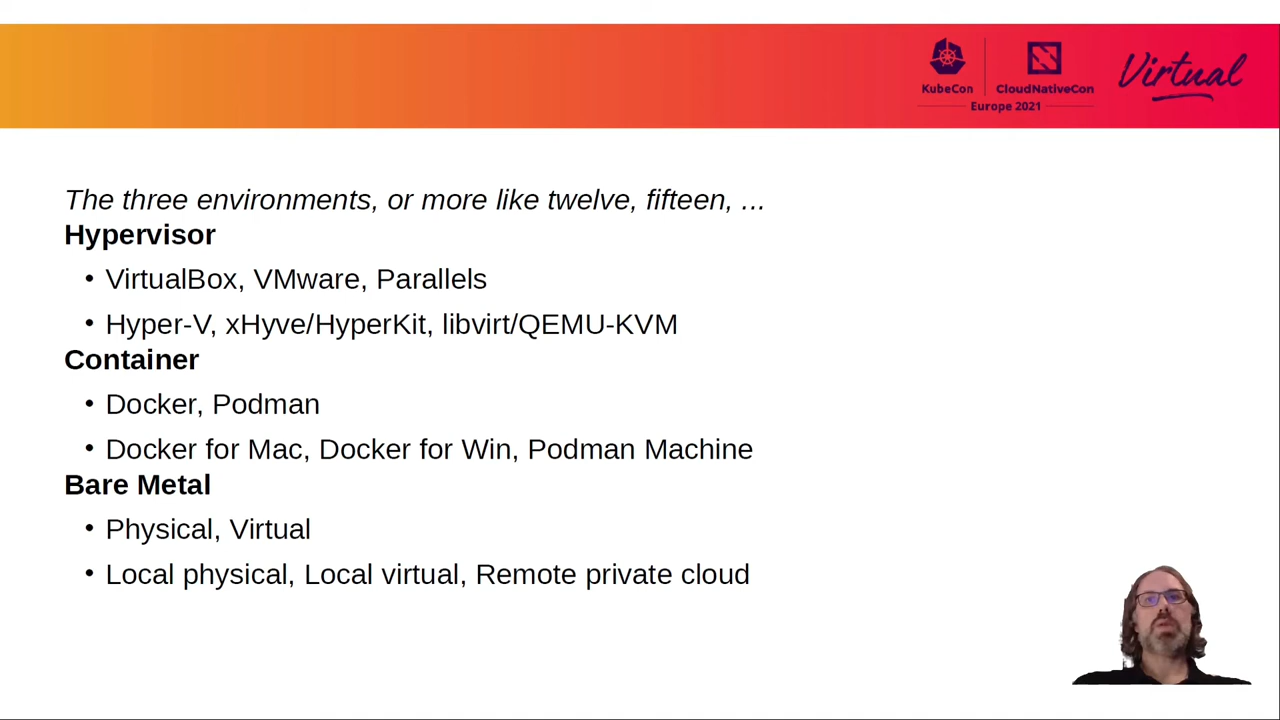 KubeCon
CloudNativeCon
Europe 2021
Virtual
The three environments, or more like twelve, fifteen, ...
Hypervisor
• VirtualBox, VMware, Parallels
• Hyper-V, xHyve/HyperKit, libvirt/QEMU-KVM
Container
• Docker, Podman
• Docker for Mac, Docker for Win, Podman Machine
Bare Metal
• Physical, Virtual
• Local physical, Local virtual, Remote private cloud